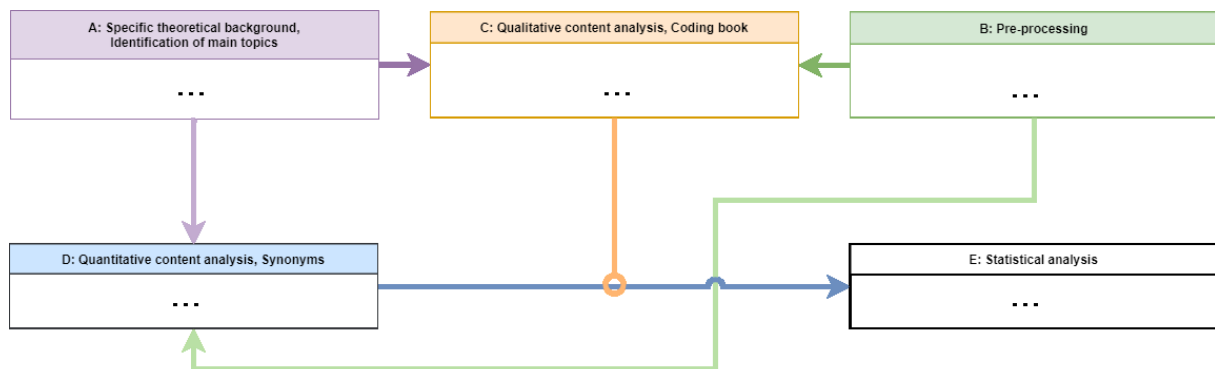 A: Specific theoretical background,
Identification of main topics
...
C: Qualitative content analysis, Coding book
...
B: Pre-processing
...
D: Quantitative content analysis, Synonyms
...
E: Statistical analysis
...